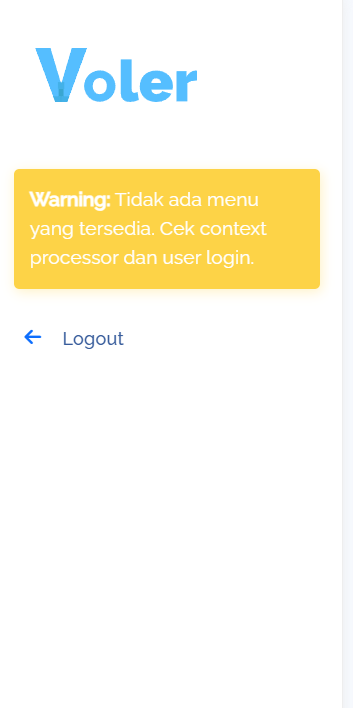 Voler
Warning: Tidak ada menu
yang tersedia. Cek context
processor dan user login.
Logout